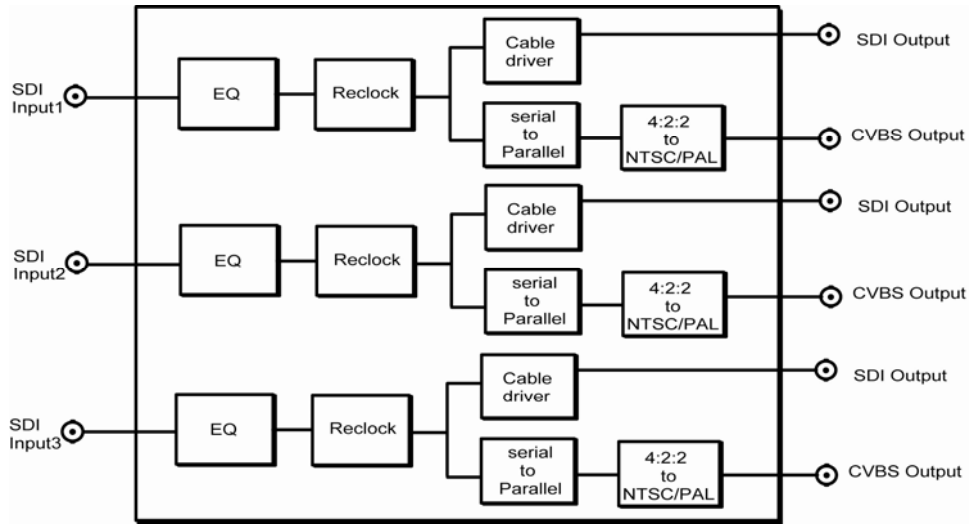 SDI
Input1
EQ
Reclock
Cable
driver
SDI Output
serial
to
Parallel
4:2:2
to
NTSC/PAL
CVBS Output
SDI
Input2
EQ
Reclock
Cable
driver
SDI Output
serial
to
Parallel
4:2:2
to
NTSC/PAL
CVBS Output
SDI
Input3
EQ
Reclock
Cable
driver
SDI Output
serial
to
Parallel
4:2:2
to
NTSC/PAL
CVBS Output